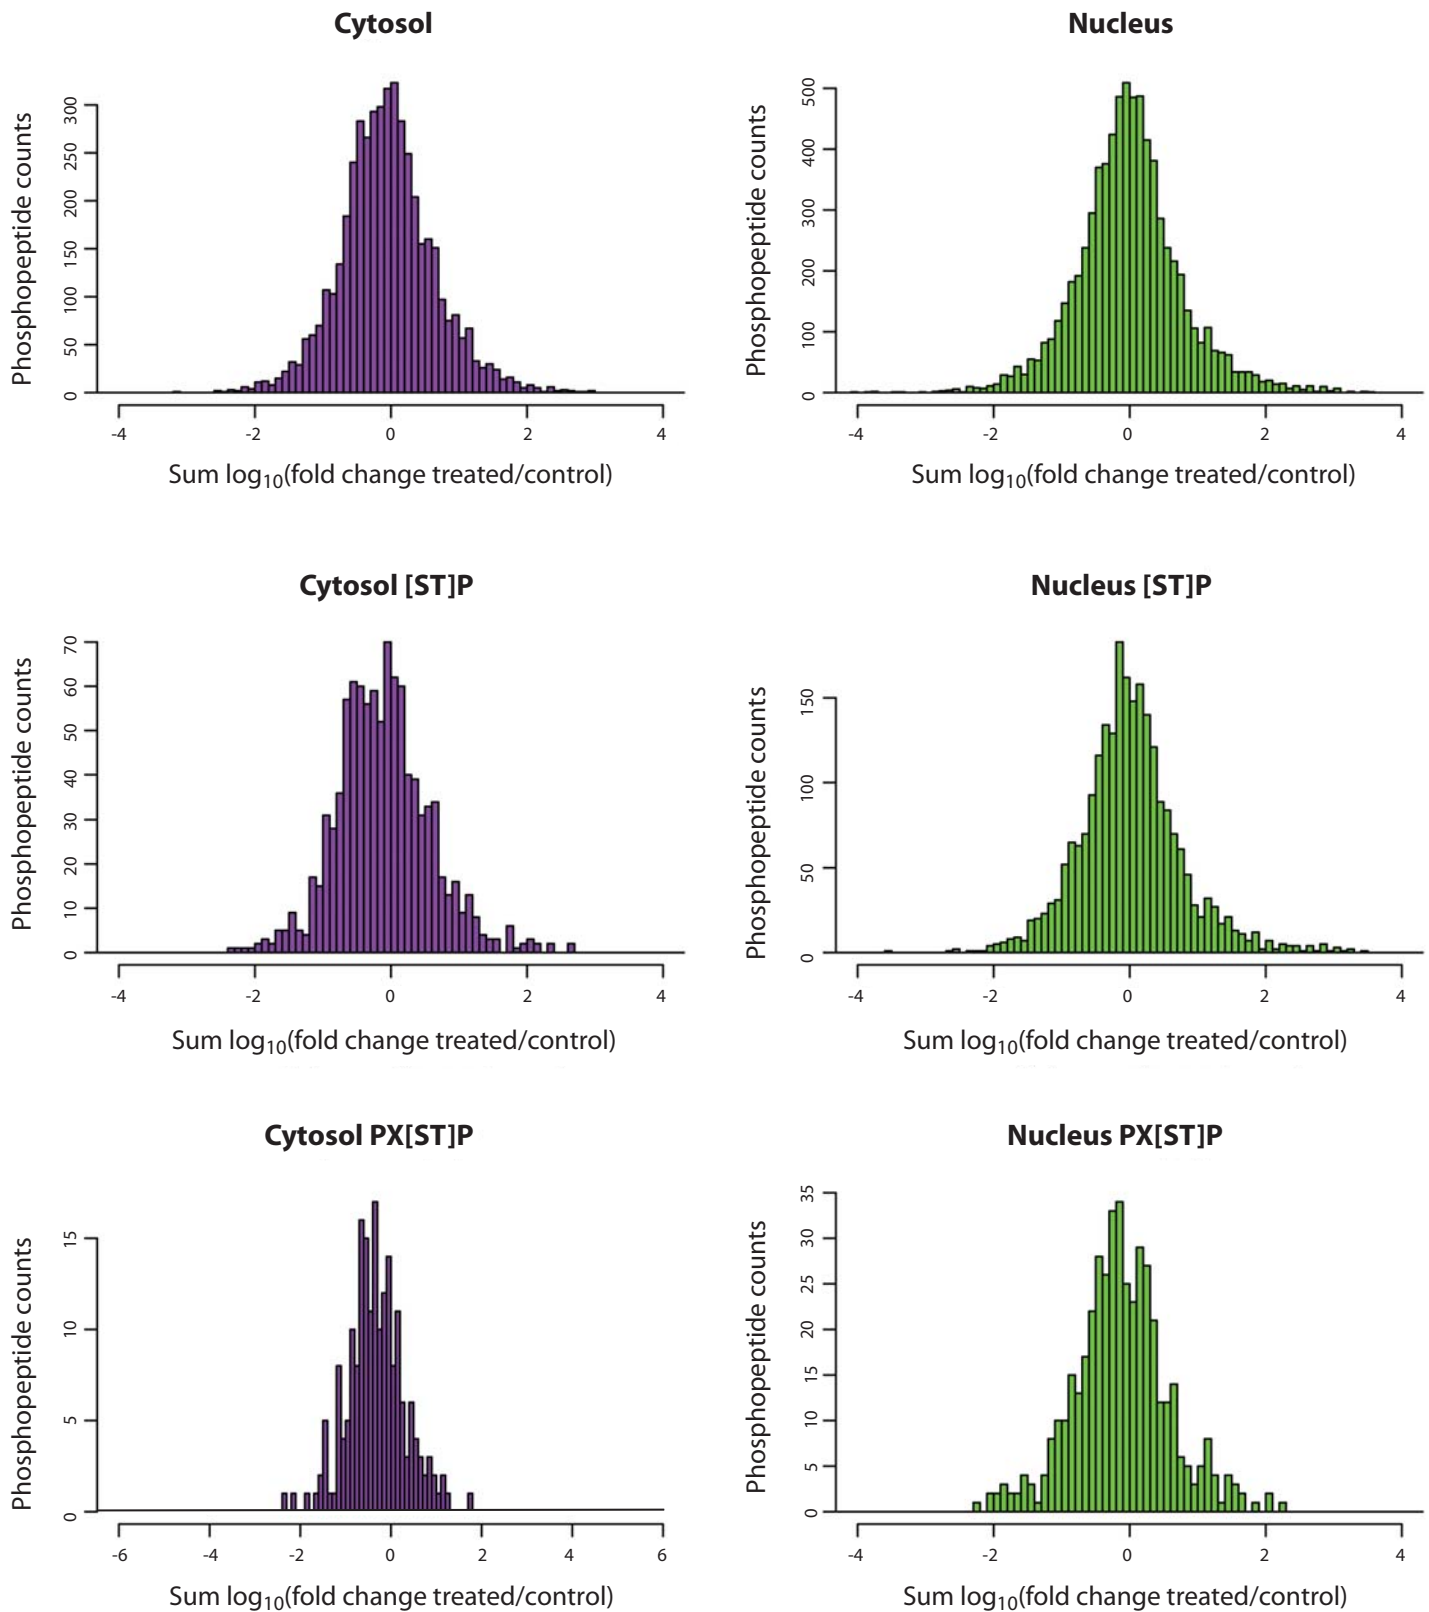 Cytosol
Nucleus
Phosphopeptide counts
0 50 100 150 200 250 300
-4 -2 0 2 4
Sum log10(fold change treated/control)
Phosphopeptide counts
0 100 200 300 400 500
-4 -2 0 2 4
Sum log10(fold change treated/control)
Cytosol [ST]P
Nucleus [ST]P
Phosphopeptide counts
0 10 20 30 40 50 60 70
-4 -2 0 2 4
Sum log10(fold change treated/control)
Phosphopeptide counts
0 50 100 150
-4 -2 0 2 4
Sum log10(fold change treated/control)
Cytosol PX[ST]P
Nucleus PX[ST]P
Phosphopeptide counts
0 5 10 15
-6 -4 -2 0 2 4 6
Sum log10(fold change treated/control)
Phosphopeptide counts
0 5 10 15 20 25 30 35
-4 -2 0 2 4
Sum log10(fold change treated/control)